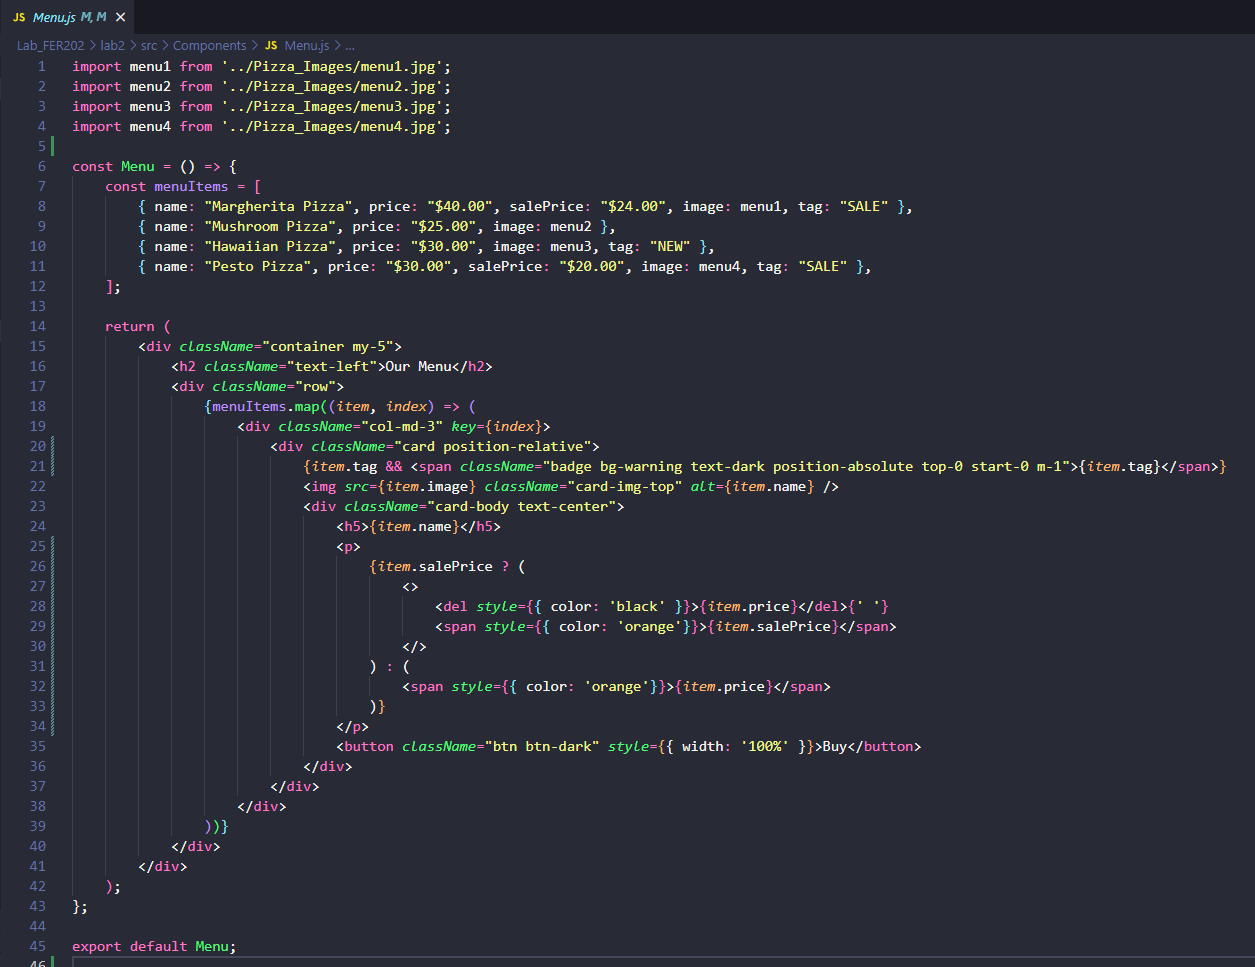 JS Menu.js M, M ✕
Lab_FER202 > lab2 > src > Components > JS Menu.js > ...
1 import menu1 from '../Pizza_Images/menu1.jpg';
2 import menu2 from '../Pizza_Images/menu2.jpg';
3 import menu3 from '../Pizza_Images/menu3.jpg';
4 import menu4 from '../Pizza_Images/menu4.jpg';
5
6 const Menu = () => {
7     const menuItems = [
8         { name: "Margherita Pizza", price: "$40.00", salePrice: "$24.00", image: menu1, tag: "SALE" },
9         { name: "Mushroom Pizza", price: "$25.00", image: menu2 },
10         { name: "Hawaiian Pizza", price: "$30.00", image: menu3, tag: "NEW" },
11         { name: "Pesto Pizza", price: "$30.00", salePrice: "$20.00", image: menu4, tag: "SALE" },
12     ];
13
14     return (
15         <div className="container my-5">
16             <h2 className="text-left">Our Menu</h2>
17             <div className="row">
18                 {menuItems.map((item, index) => (
19                     <div className="col-md-3" key={index}>
20                         <div className="card position-relative">
21                             {item.tag && <span className="badge bg-warning text-dark position-absolute top-0 start-0 m-1">{item.tag}</span>}
22                             <img src={item.image} className="card-img-top" alt={item.name} />
23                             <div className="card-body text-center">
24                                 <h5>{item.name}</h5>
25                                 <p>
26                                     {item.salePrice ? (
27                                         <>
28                                             <del style={{ color: 'black' }}>{item.price}</del>{' '}
29                                             <span style={{ color: 'orange'}}>{item.salePrice}</span>
30                                         </>
31                                     ) : (
32                                         <span style={{ color: 'orange'}}>{item.price}</span>
33                                     )}
34                                 </p>
35                                 <button className="btn btn-dark" style={{ width: '100%' }}>Buy</button>
36                             </div>
37                         </div>
38                     </div>
39                 ))}
40             </div>
41         </div>
42     );
43 };
44
45 export default Menu;
46